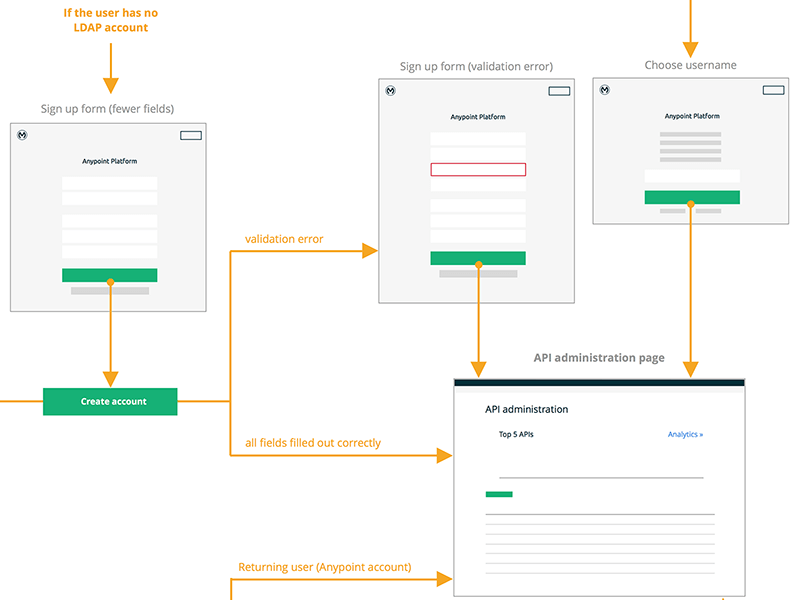 If the user has no
LDAP account
Sign up form (fewer fields)
M
Anypoint Platform
Sign up form (validation error)
M
Anypoint Platform
Choose username
M
Anypoint Platform
validation error
Create account
all fields filled out correctly
API administration page
API administration
Top 5 APIs
Analytics »
Returning user (Anypoint account)